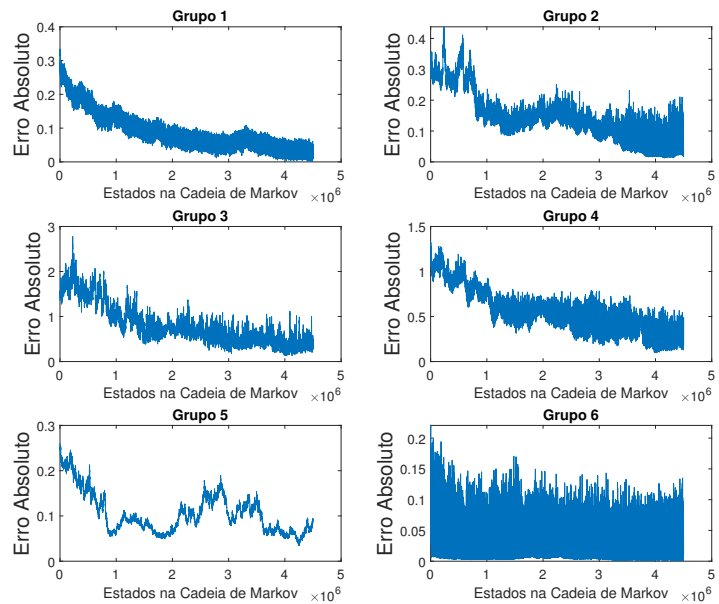 Grupo 1
Erro Absoluto
0.4
0.3
0.2
0.1
0
0 1 2 3 4 5
Estados na Cadeia de Markov ×10^6
Grupo 2
Erro Absoluto
0.4
0.3
0.2
0.1
0
0 1 2 3 4 5
Estados na Cadeia de Markov ×10^6
Grupo 3
Erro Absoluto
3
2
1
0
0 1 2 3 4 5
Estados na Cadeia de Markov ×10^6
Grupo 4
Erro Absoluto
1.5
1
0.5
0
0 1 2 3 4 5
Estados na Cadeia de Markov ×10^6
Grupo 5
Erro Absoluto
0.3
0.2
0.1
0
0 1 2 3 4 5
Estados na Cadeia de Markov ×10^6
Grupo 6
Erro Absoluto
0.2
0.15
0.1
0.05
0
0 1 2 3 4 5
Estados na Cadeia de Markov ×10^6